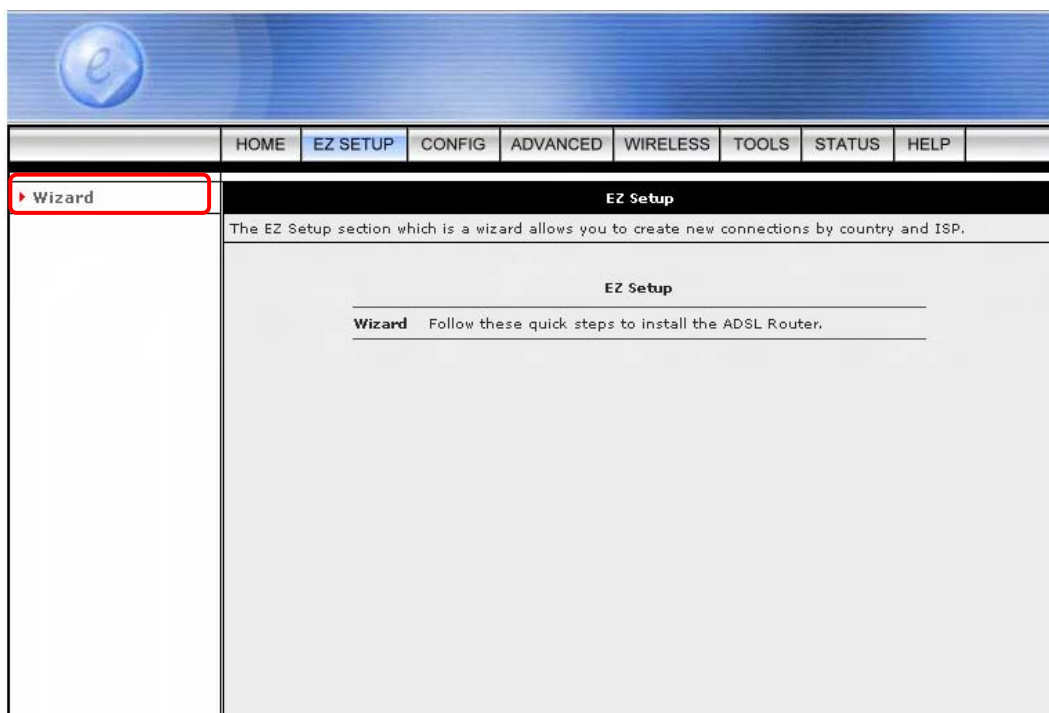 e
HOME EZ SETUP CONFIG ADVANCED WIRELESS TOOLS STATUS HELP
Wizard
EZ Setup
The EZ Setup section which is a wizard allows you to create new connections by country and ISP.
EZ Setup
Wizard Follow these quick steps to install the ADSL Router.